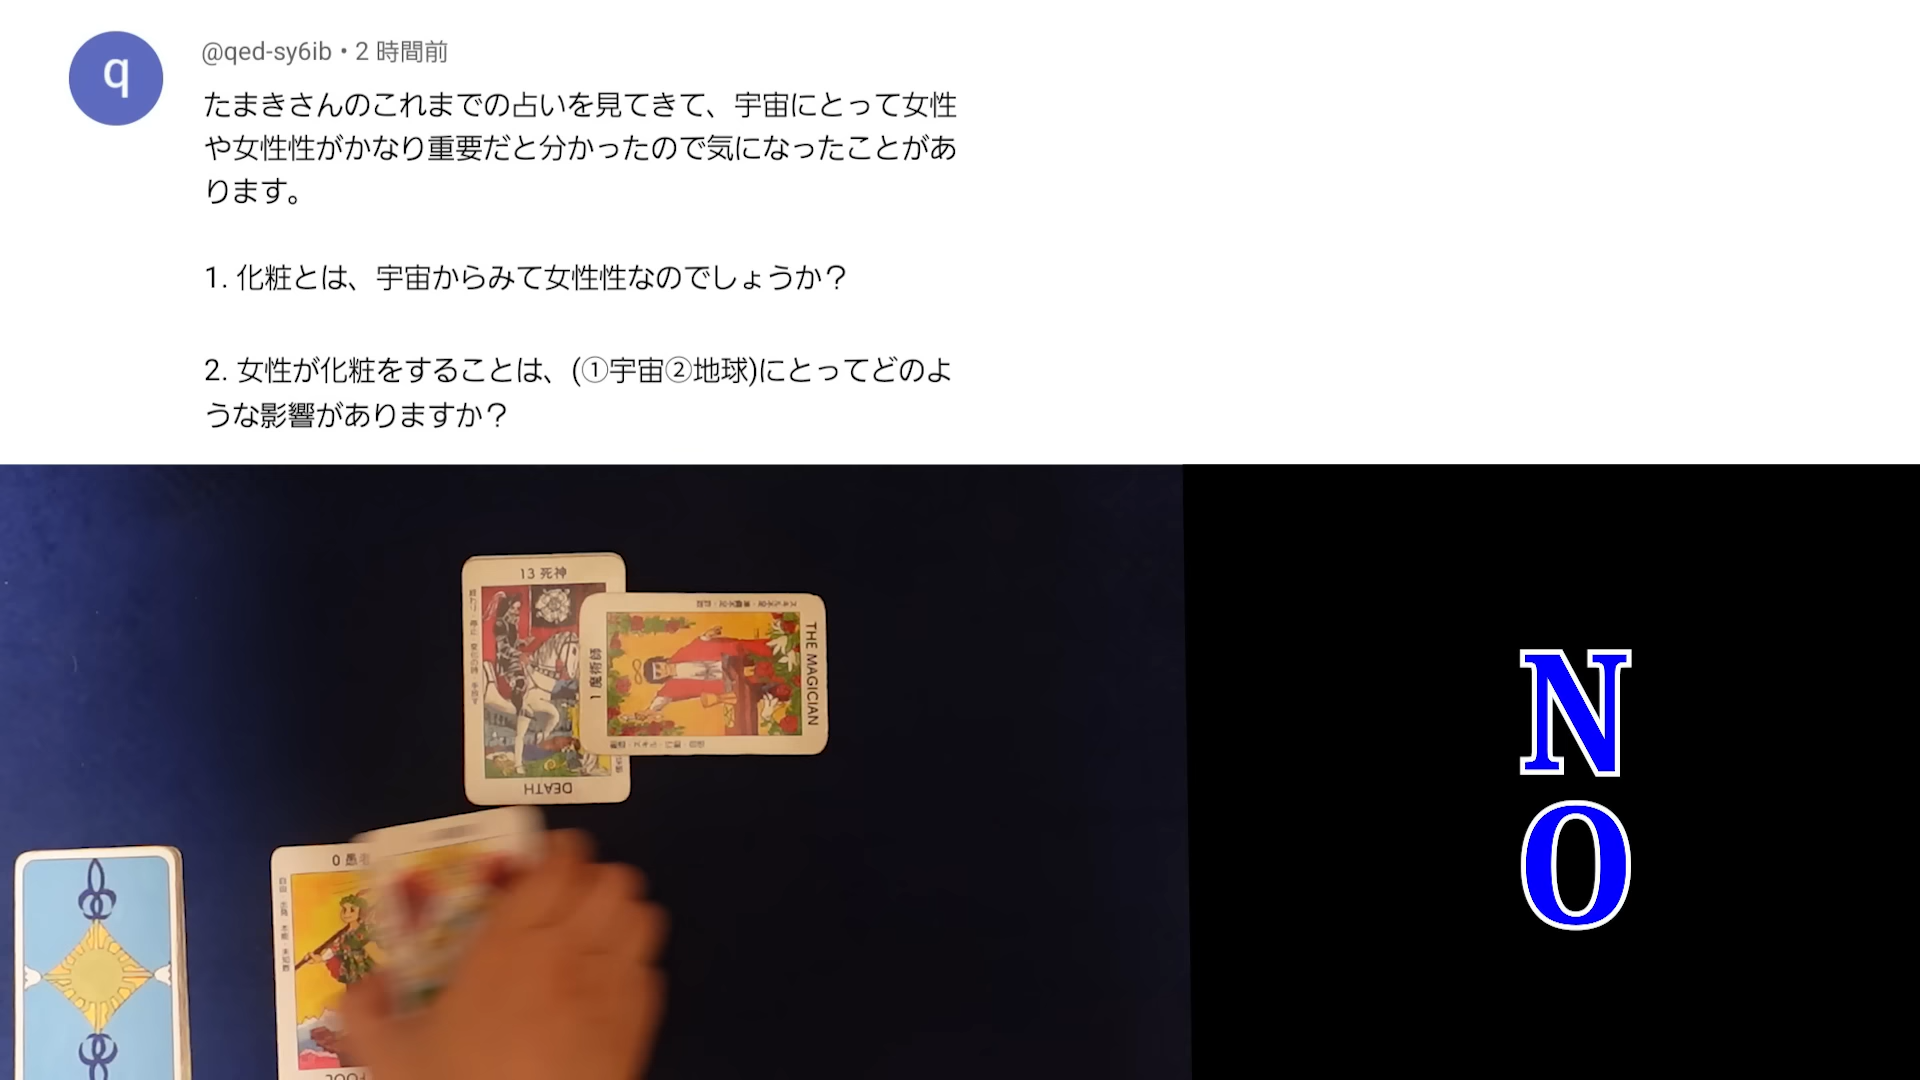 q
@qed-sy6ib・2 時間前
たまきさんのこれまでの占いを見てきて、宇宙にとって女性
や女性性がかなり重要だと分かったので気になったことがあ
ります。
1. 化粧とは、宇宙からみて女性性なのでしょうか？
2. 女性が化粧をすることは、(①宇宙②地球)にとってどのよ
うな影響がありますか？
13 死神
DEATH
1 魔術師
THE MAGICIAN
N
O
0 愚者
FOOL